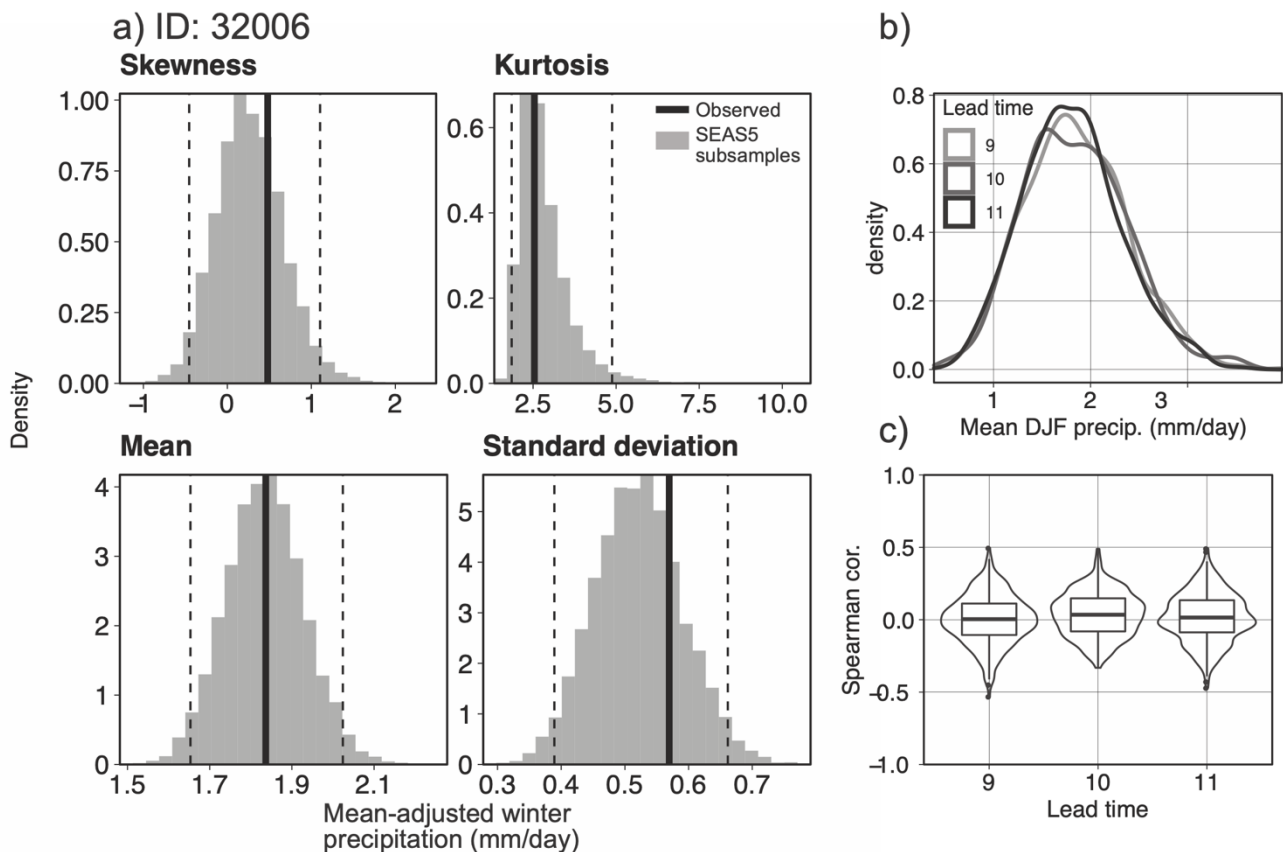 a) ID: 32006
Skewness
Kurtosis
1.00
0.75
0.50
0.25
0.00
−1 0 1 2
0.6
0.4
0.2
0.0
2.5 5.0 7.5 10.0
Observed
SEAS5
subsamples
Density
Mean
Standard deviation
4
3
2
1
0
1.5 1.7 1.9 2.1
5
4
3
2
1
0
0.3 0.4 0.5 0.6 0.7
Mean-adjusted winter
precipitation (mm/day)
b)
0.8
0.6
0.4
0.2
0.0
density
Lead time
9
10
11
1 2 3
Mean DJF precip. (mm/day)
c)
1.0
0.5
0.0
−0.5
−1.0
Spearman cor.
9 10 11
Lead time